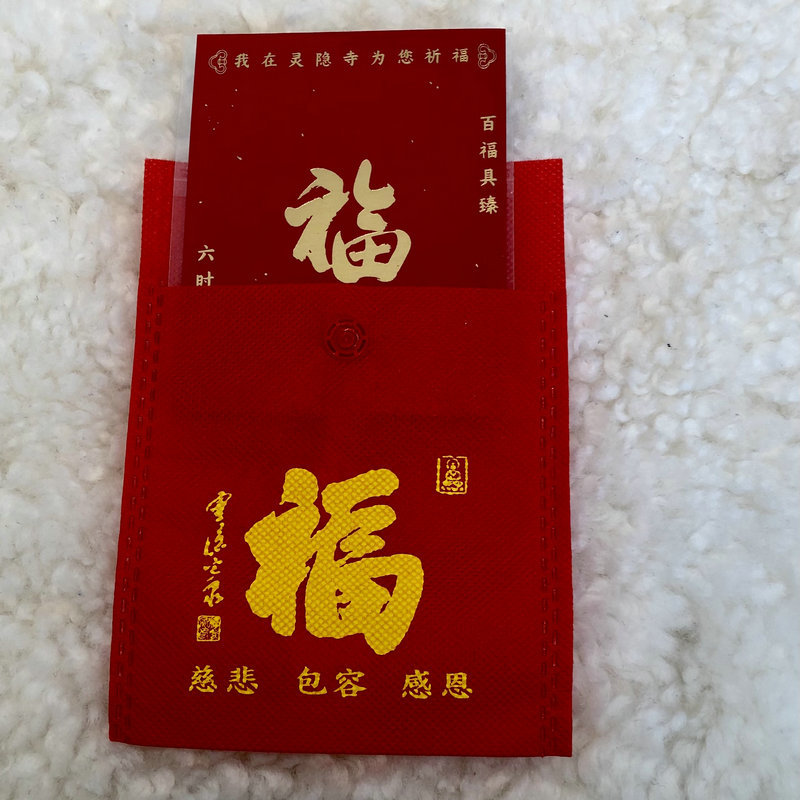 我在灵隐寺为您祈福
百福具臻
福
六时
福
慈悲 包容 感恩